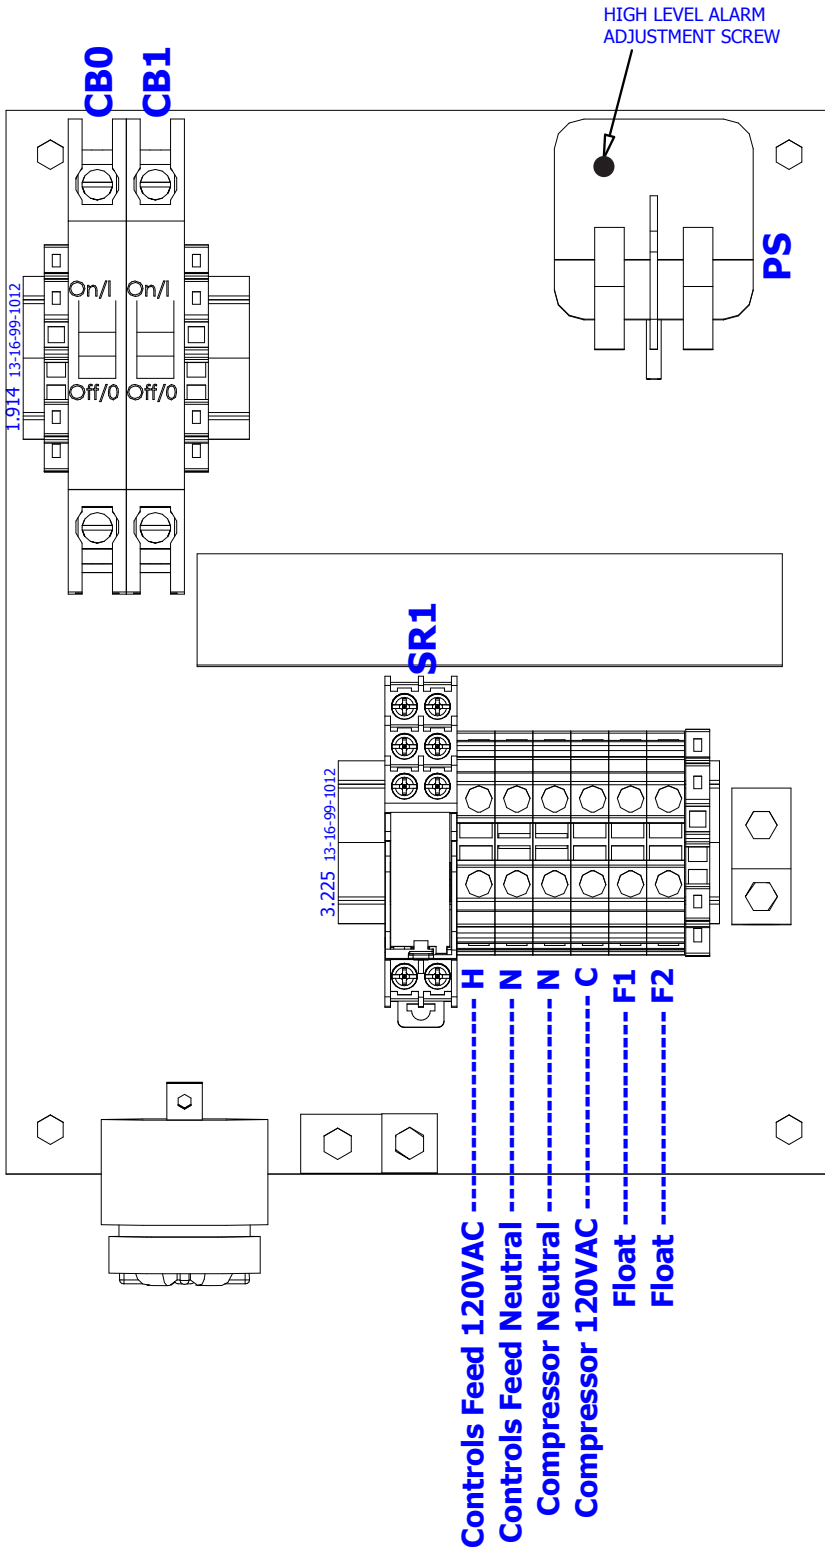 HIGH LEVEL ALARM
ADJUSTMENT SCREW
CB0
CB1
PS
On/I
On/I
Off/0
Off/0
1.914 13-16-99-1012
SR1
3.225 13-16-99-1012
Controls Feed 120VAC ---------------- H
Controls Feed Neutral ---------------- N
Compressor Neutral ---------------- N
Compressor 120VAC ---------------- C
Float ---------------- F1
Float ---------------- F2